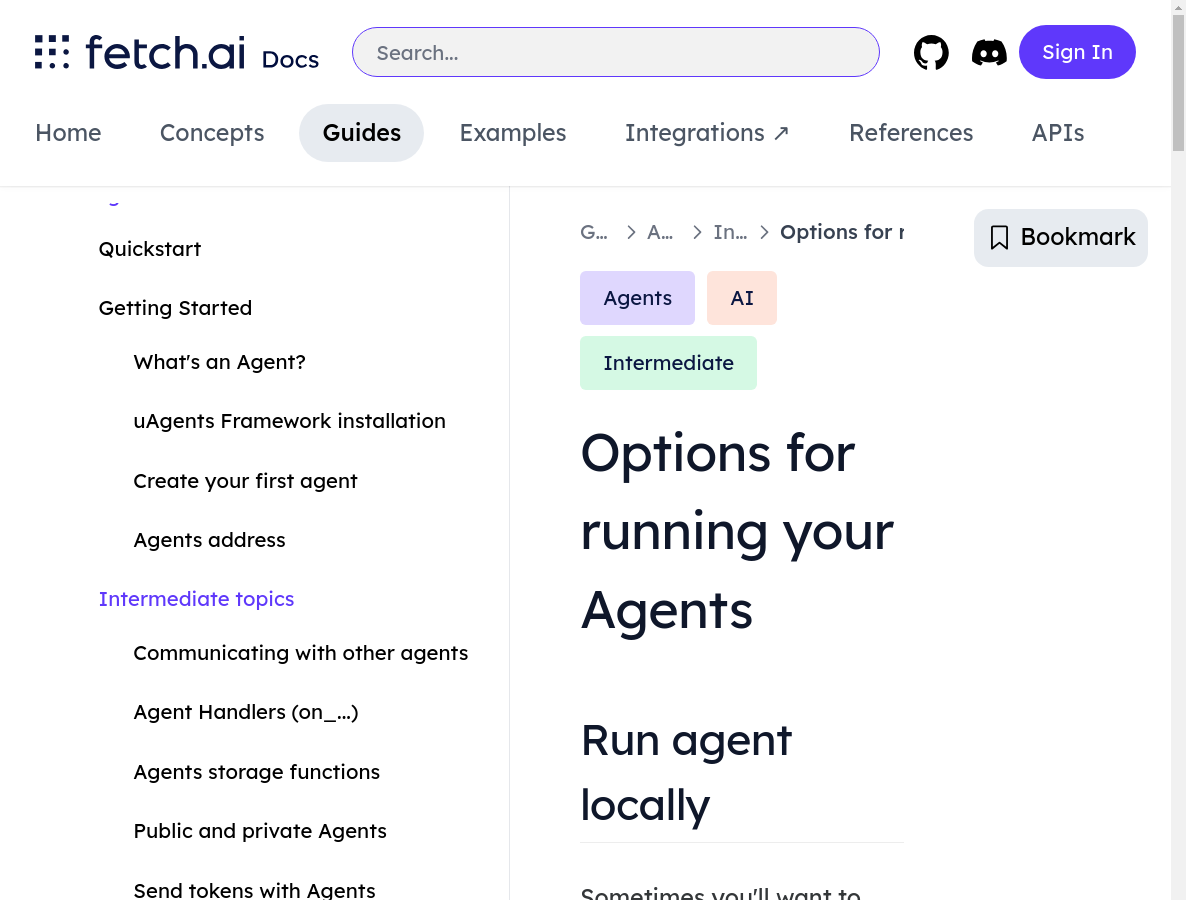 fetch.ai Docs
Search...
Sign In
Home
Concepts
Guides
Examples
Integrations ↗
References
APIs
Quickstart
Getting Started
What's an Agent?
uAgents Framework installation
Create your first agent
Agents address
Intermediate topics
Communicating with other agents
Agent Handlers (on_...)
Agents storage functions
Public and private Agents
Send tokens with Agents
G... > A... > In... > Options for r
Bookmark
Agents
AI
Intermediate
Options for
running your
Agents
Run agent
locally
Sometimes you'll want to